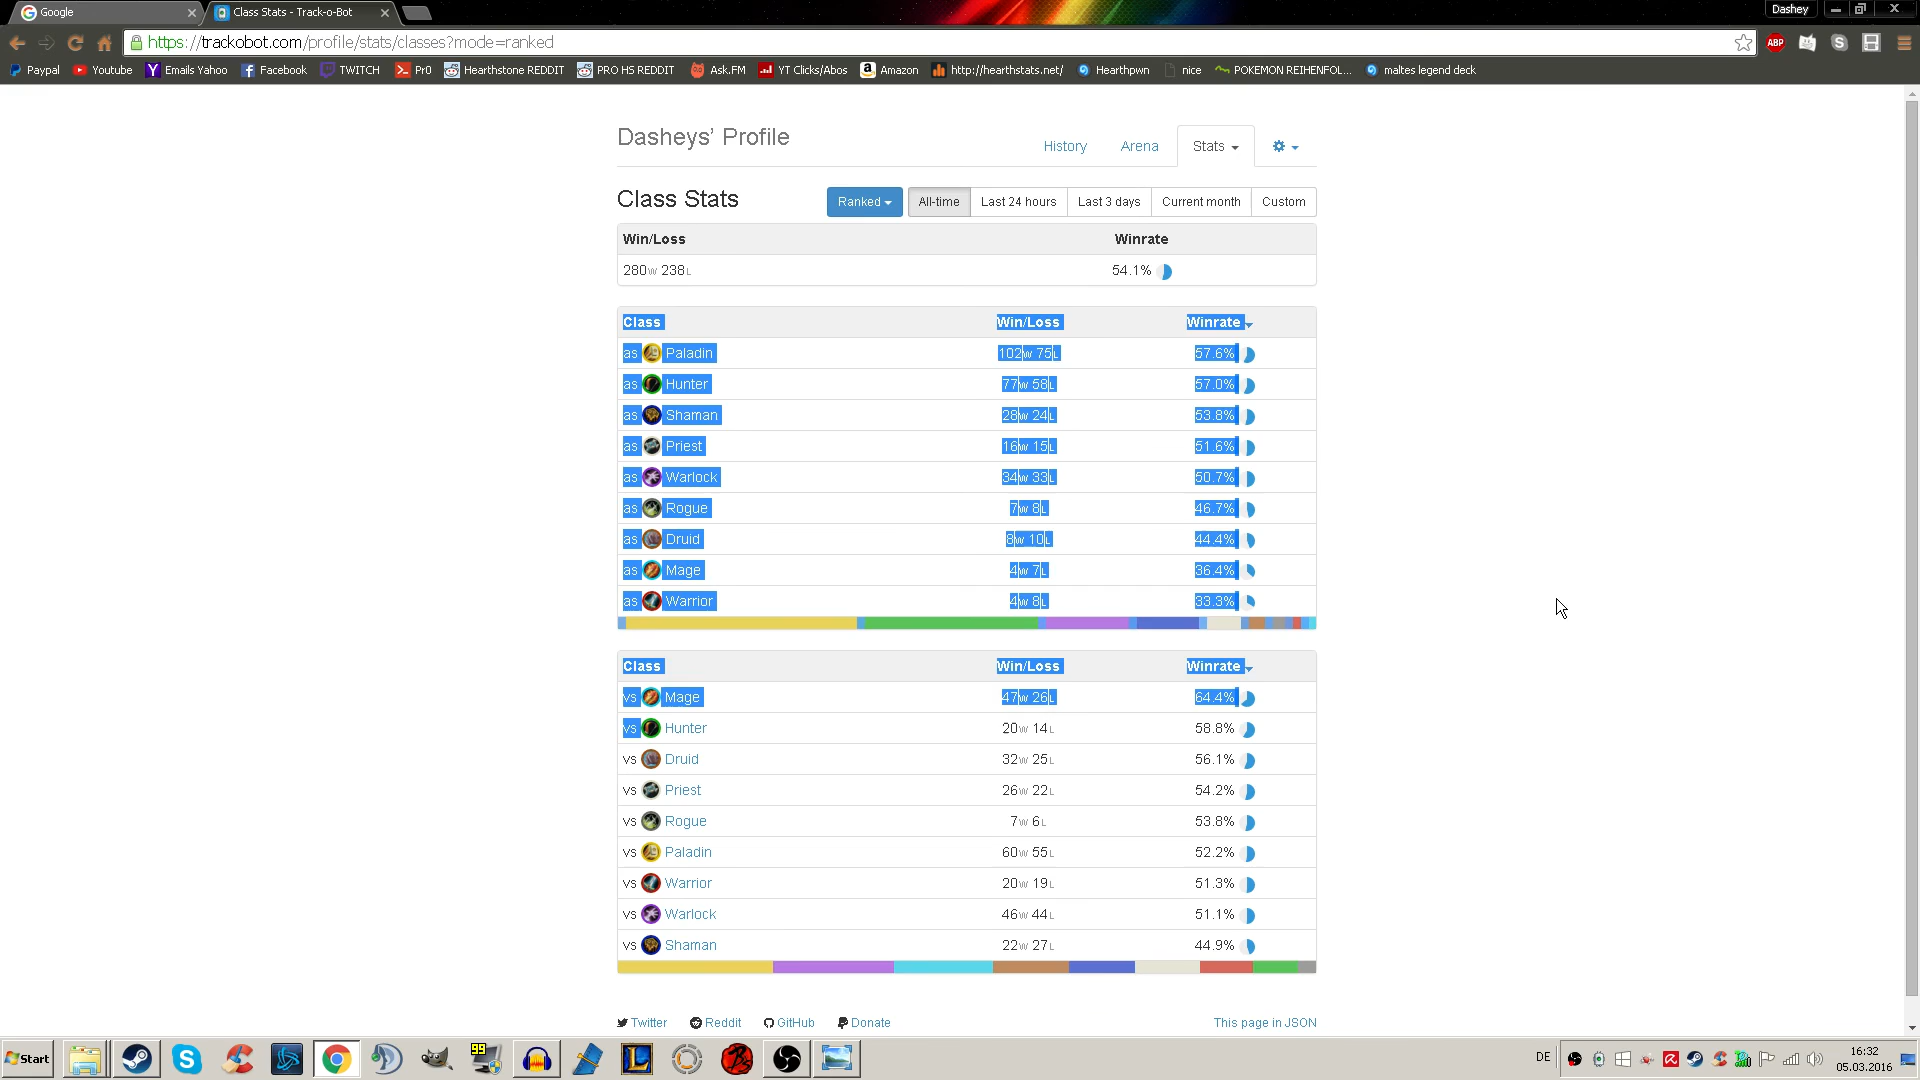 Google
Class Stats - Track-o-Bot
Dashey
https://trackobot.com/profile/stats/classes?mode=ranked
ABP
Paypal Youtube Emails Yahoo Facebook TWITCH Pr0 Hearthstone REDDIT PRO HS REDDIT Ask.FM YT Clicks/Abos Amazon http://hearthstats.net/ Hearthpwn nice POKEMON REIHENFOL... maltes legend deck
Dasheys' Profile
History Arena Stats
Class Stats
Ranked All-time Last 24 hours Last 3 days Current month Custom
Win/Loss Winrate
280W 238L 54.1%
Class Win/Loss Winrate
as Paladin 102W 75L 57.6%
as Hunter 77W 58L 57.0%
as Shaman 28W 24L 53.8%
as Priest 16W 15L 51.6%
as Warlock 34W 33L 50.7%
as Rogue 7W 8L 46.7%
as Druid 8W 10L 44.4%
as Mage 4W 7L 36.4%
as Warrior 4W 8L 33.3%
Class Win/Loss Winrate
vs Mage 47W 26L 64.4%
vs Hunter 20W 14L 58.8%
vs Druid 32W 25L 56.1%
vs Priest 26W 22L 54.2%
vs Rogue 7W 6L 53.8%
vs Paladin 60W 55L 52.2%
vs Warrior 20W 19L 51.3%
vs Warlock 46W 44L 51.1%
vs Shaman 22W 27L 44.9%
Twitter Reddit GitHub Donate This page in JSON
Start
99
DE
16:32
05.03.2016